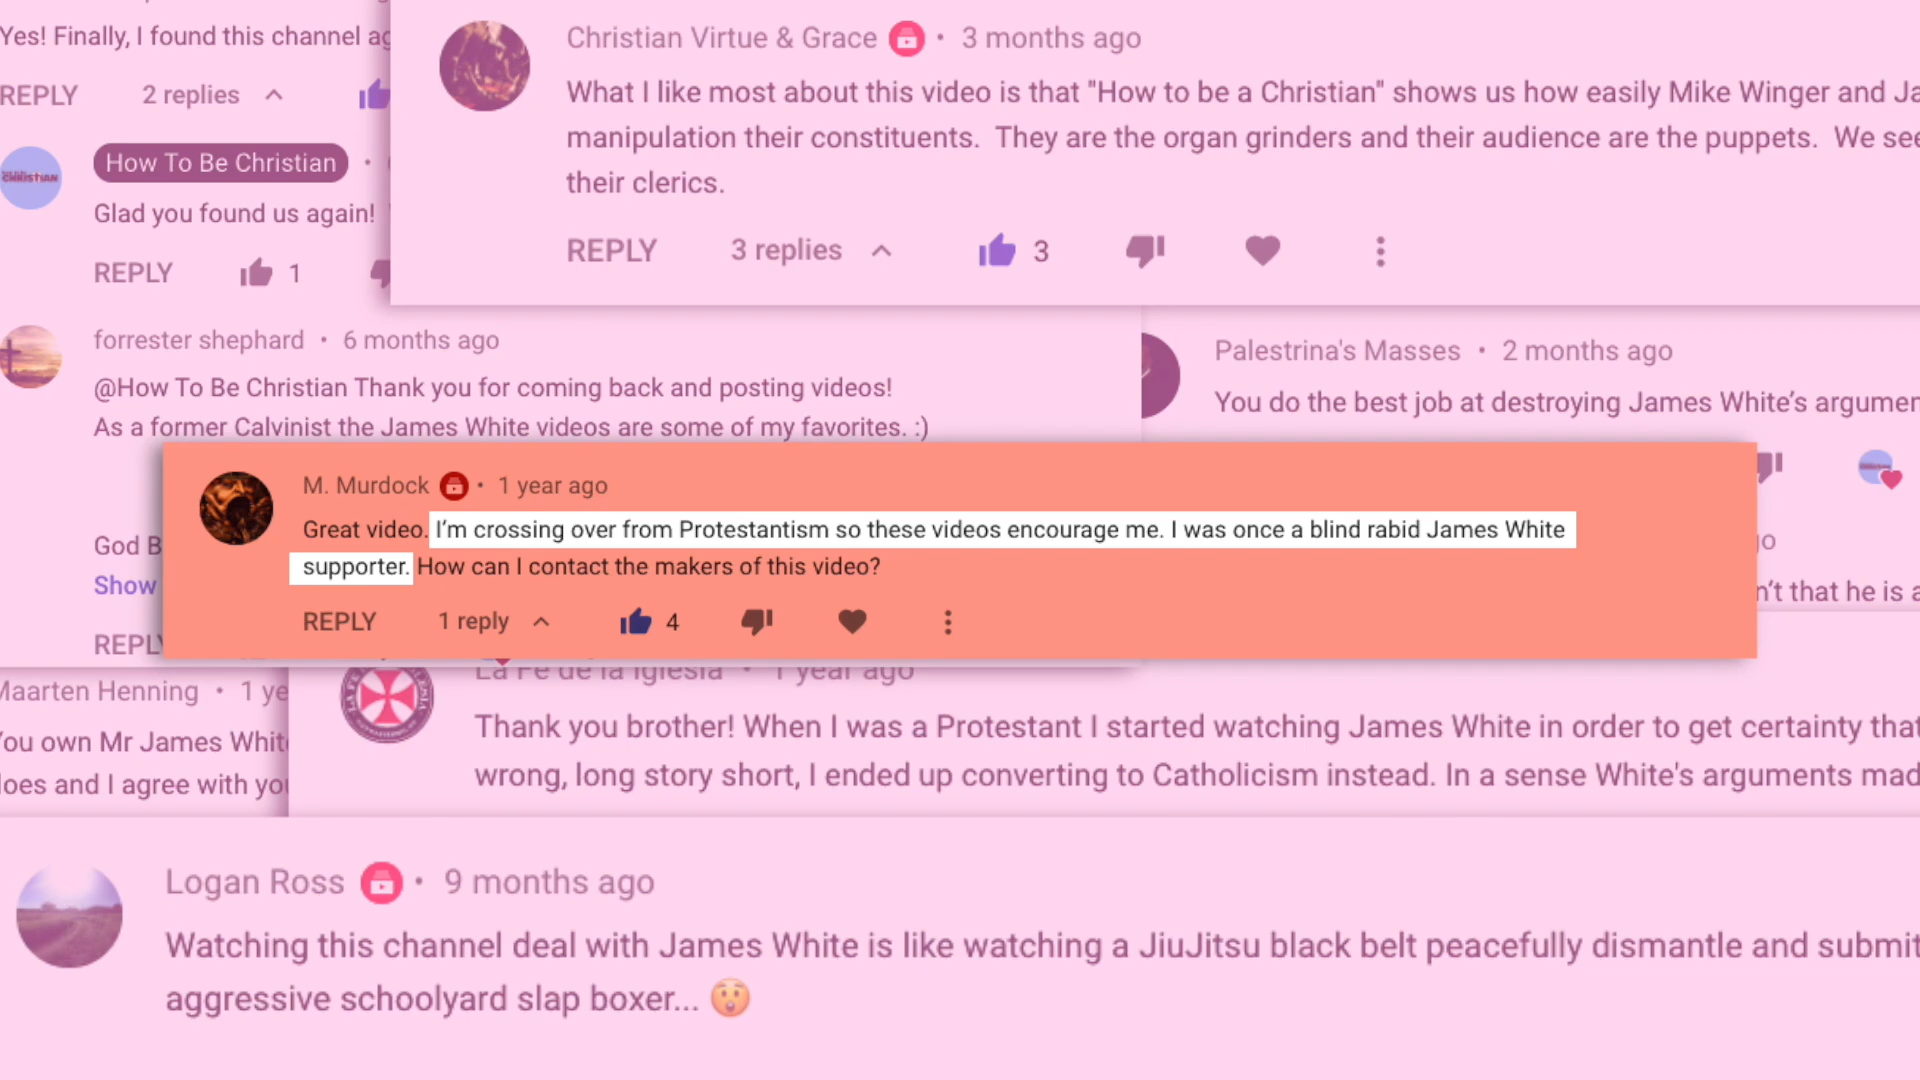 Yes! Finally, I found this channel ag
REPLY 2 replies
How To Be Christian •
CHRISTIAN
Glad you found us again!
REPLY 1
Christian Virtue & Grace • 3 months ago
What I like most about this video is that "How to be a Christian" shows us how easily Mike Winger and Ja
manipulation their constituents. They are the organ grinders and their audience are the puppets. We see
their clerics.
REPLY 3 replies 3
forrester shephard • 6 months ago
@How To Be Christian Thank you for coming back and posting videos!
As a former Calvinist the James White videos are some of my favorites. :)
God B
Show
REPLY
Palestrina's Masses • 2 months ago
You do the best job at destroying James White’s argumen
go
n’t that he is a
M. Murdock • 1 year ago
Great video. I’m crossing over from Protestantism so these videos encourage me. I was once a blind rabid James White
supporter. How can I contact the makers of this video?
REPLY 1 reply 4
La Fe de la Iglesia • 1 year ago
Thank you brother! When I was a Protestant I started watching James White in order to get certainty that
wrong, long story short, I ended up converting to Catholicism instead. In a sense White's arguments mad
Maarten Henning • 1 ye
You own Mr James White
does and I agree with you
Logan Ross • 9 months ago
Watching this channel deal with James White is like watching a JiuJitsu black belt peacefully dismantle and submit
aggressive schoolyard slap boxer... 😲